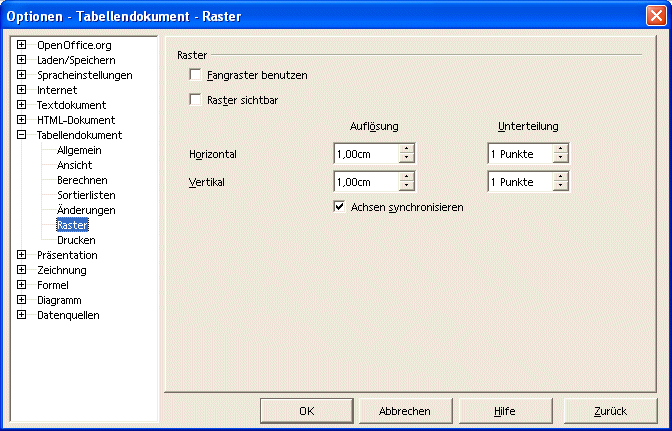 Optionen - Tabellendokument - Raster
OpenOffice.org
Laden/Speichern
Spracheinstellungen
Internet
Textdokument
HTML-Dokument
Tabellendokument
Allgemein
Ansicht
Berechnen
Sortierlisten
Änderungen
Raster
Drucken
Präsentation
Zeichnung
Formel
Diagramm
Datenquellen
Raster
Fangraster benutzen
Raster sichtbar
Auflösung Unterteilung
Horizontal 1,00cm 1 Punkte
Vertikal 1,00cm 1 Punkte
Achsen synchronisieren
OK Abbrechen Hilfe Zurück